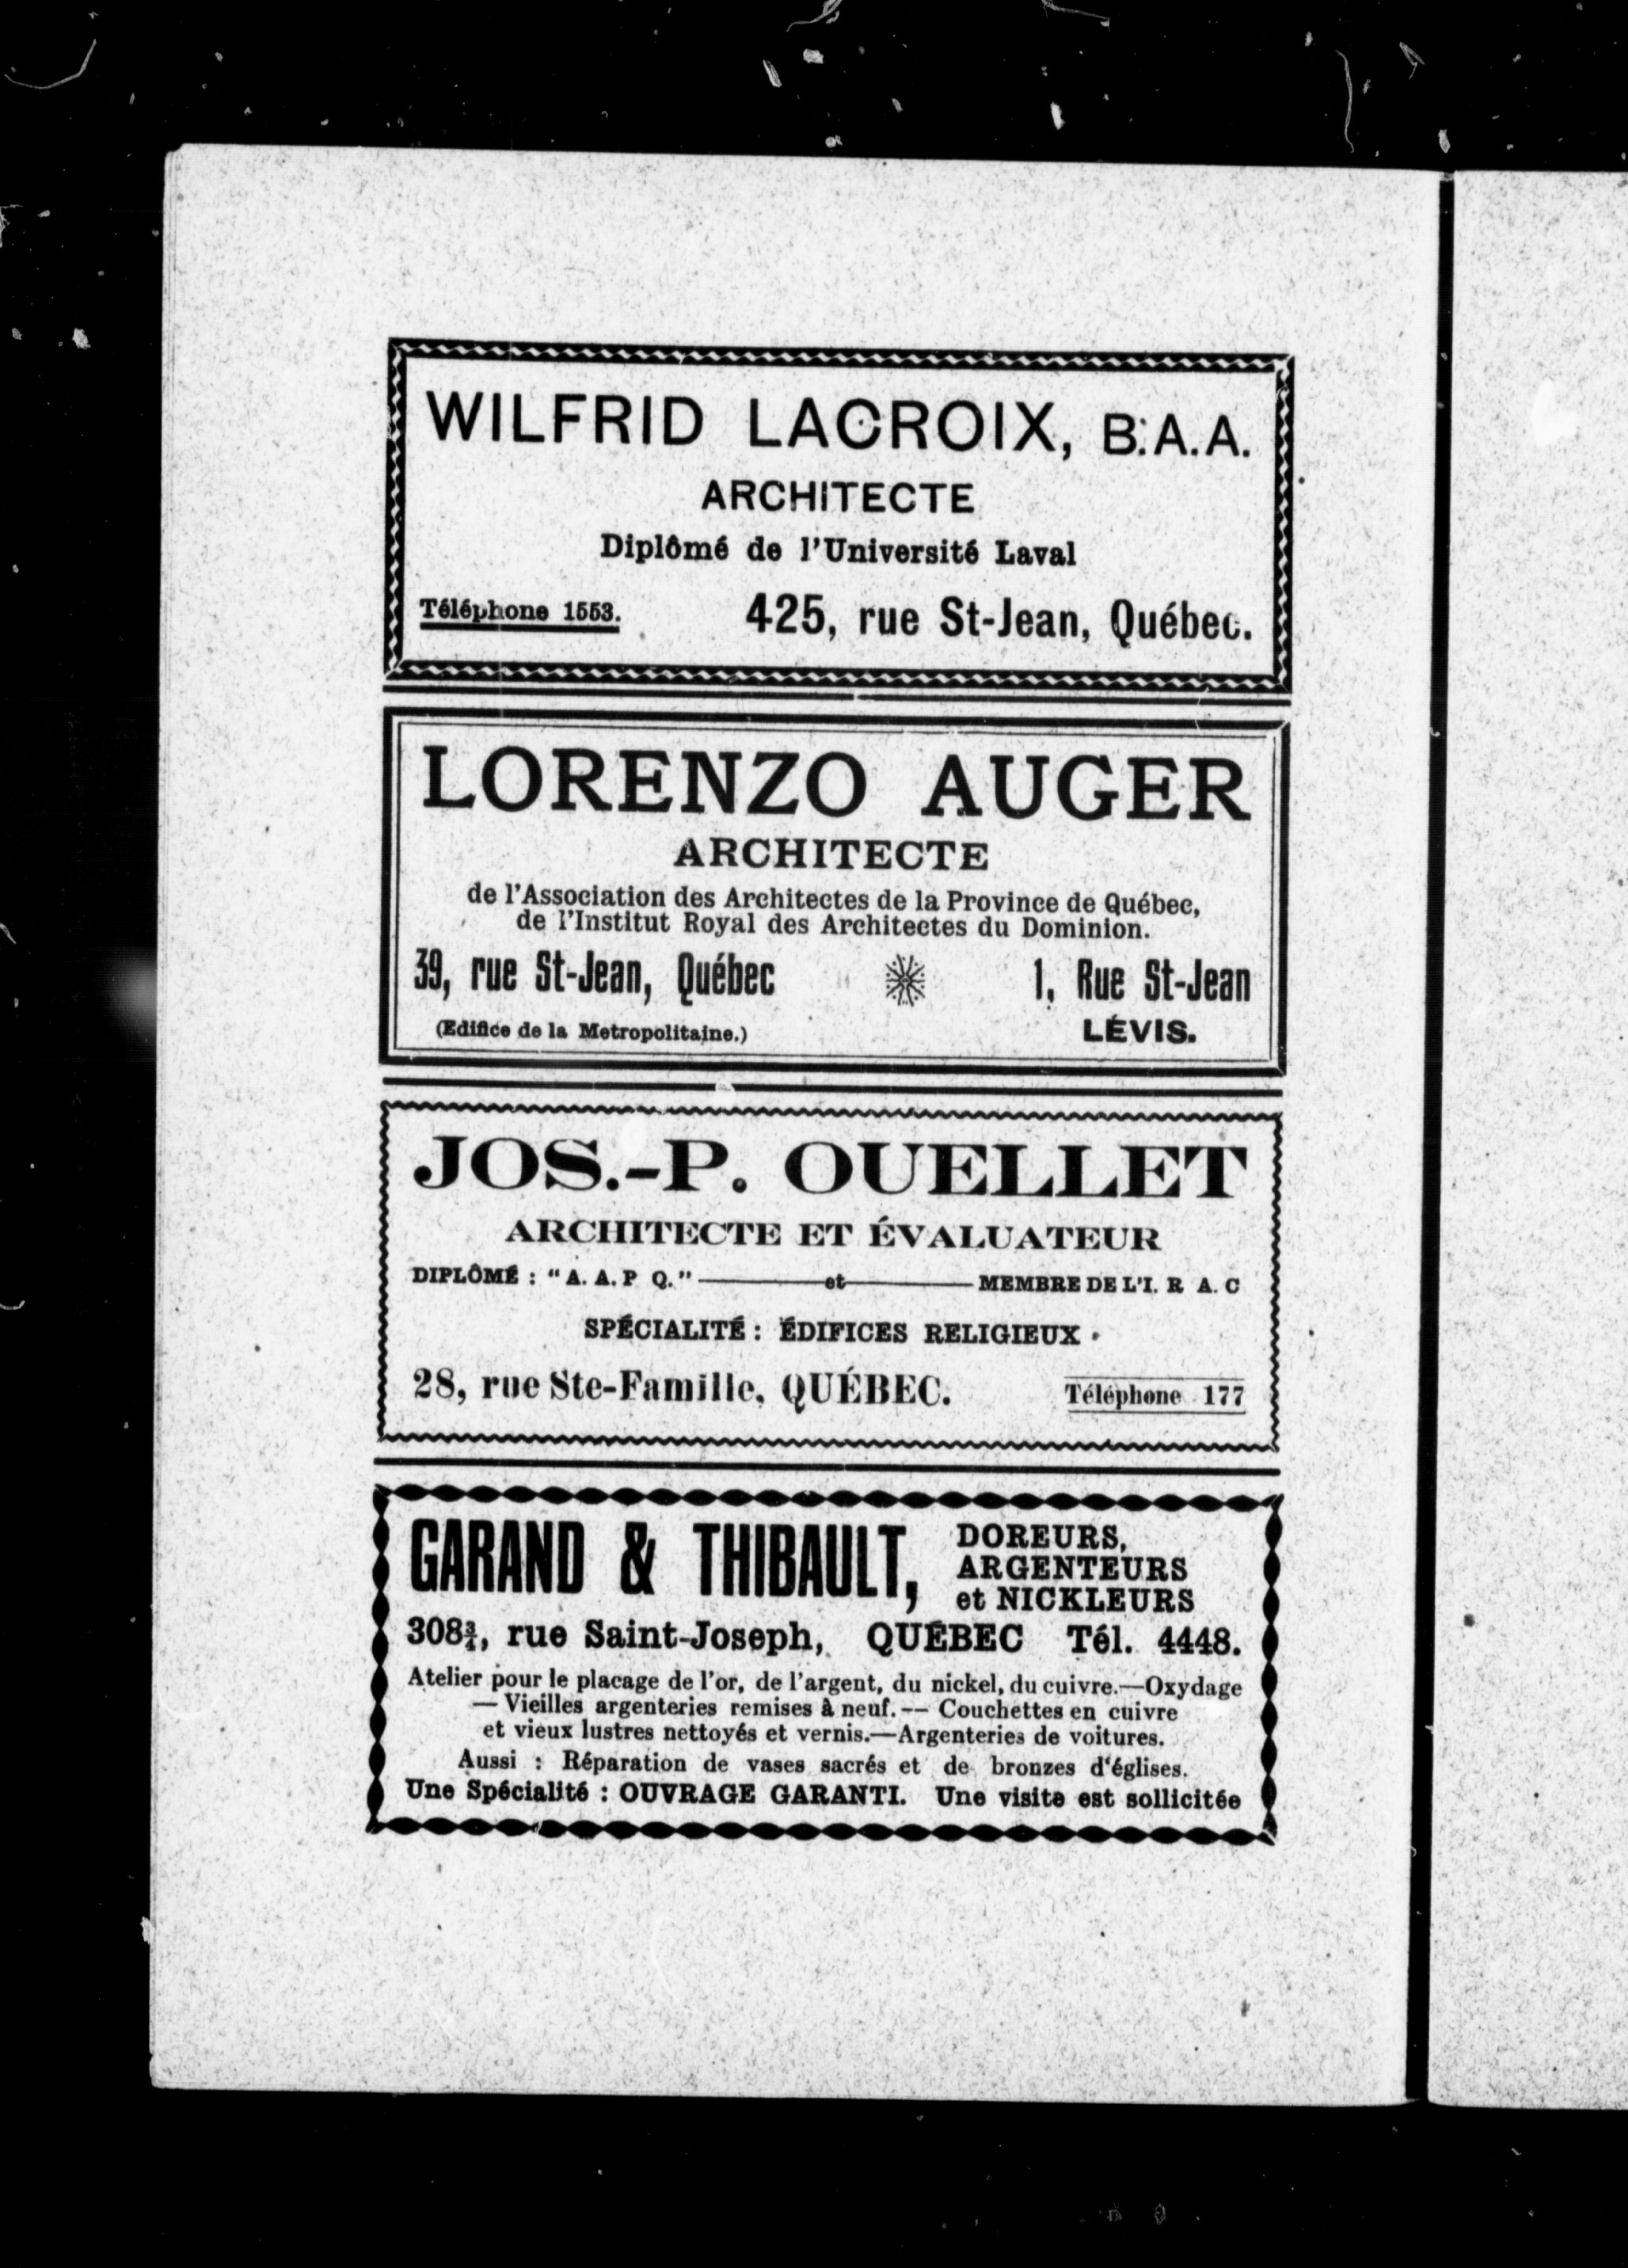 WILFRID LACROIX, B.A.A.
ARCHITECTE
Diplômé de l'Université Laval
Téléphone 1553. 425, rue St-Jean, Québec.
LORENZO AUGER
ARCHITECTE
de l'Association des Architectes de la Province de Québec,
de l'Institut Royal des Architectes du Dominion.
39, rue St-Jean, Québec 1, Rue St-Jean
(Edifice de la Metropolitaine.) LÉVIS.
JOS.-P. OUELLET
ARCHITECTE ET ÉVALUATEUR
DIPLÔMÉ : "A. A. P Q." ——— et ——— MEMBRE DE L'I. R A. C
SPÉCIALITÉ : ÉDIFICES RELIGIEUX
28, rue Ste-Famille, QUÉBEC. Téléphone 177
GARAND & THIBAULT, DOREURS,
ARGENTEURS
et NICKLEURS
308¾, rue Saint-Joseph, QUÉBEC Tél. 4448.
Atelier pour le placage de l'or, de l'argent, du nickel, du cuivre.—Oxydage
— Vieilles argenteries remises à neuf. -- Couchettes en cuivre
et vieux lustres nettoyés et vernis.—Argenteries de voitures.
Aussi : Réparation de vases sacrés et de bronzes d'églises.
Une Spécialité : OUVRAGE GARANTI. Une visite est sollicitée